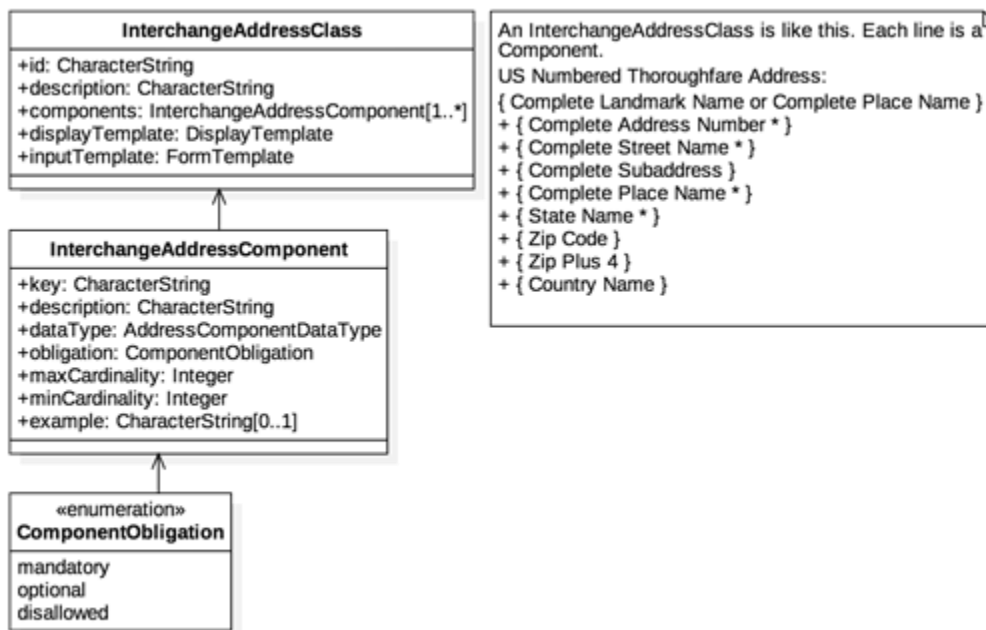 InterchangeAddressClass
+id: CharacterString
+description: CharacterString
+components: InterchangeAddressComponent[1..*]
+displayTemplate: DisplayTemplate
+inputTemplate: FormTemplate
InterchangeAddressComponent
+key: CharacterString
+description: CharacterString
+dataType: AddressComponentDataType
+obligation: ComponentObligation
+maxCardinality: Integer
+minCardinality: Integer
+example: CharacterString[0..1]
«enumeration»
ComponentObligation
mandatory
optional
disallowed
An InterchangeAddressClass is like this. Each line is a
Component.
US Numbered Thoroughfare Address:
{ Complete Landmark Name or Complete Place Name }
+ { Complete Address Number * }
+ { Complete Street Name * }
+ { Complete Subaddress }
+ { Complete Place Name * }
+ { State Name * }
+ { Zip Code }
+ { Zip Plus 4 }
+ { Country Name }